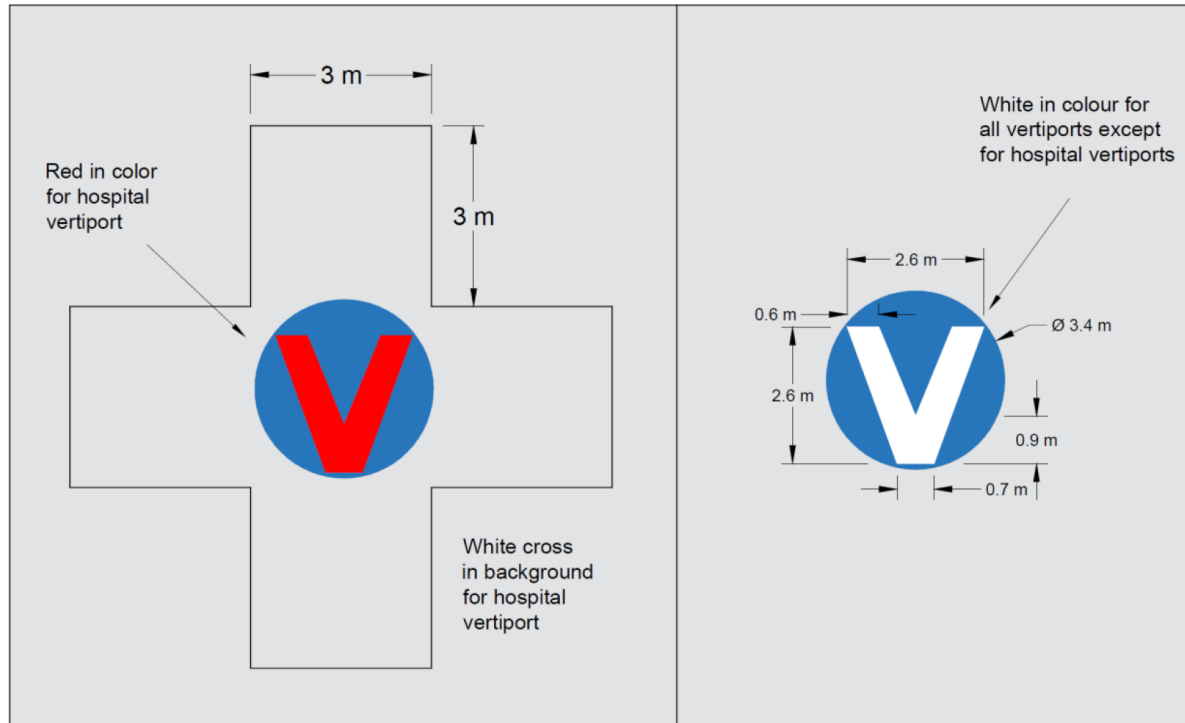 3 m
3 m
Red in color
for hospital
vertiport
V
White cross
in background
for hospital
vertiport
White in colour for
all vertiports except
for hospital vertiports
2.6 m
0.6 m
Ø 3.4 m
2.6 m
V
0.9 m
0.7 m